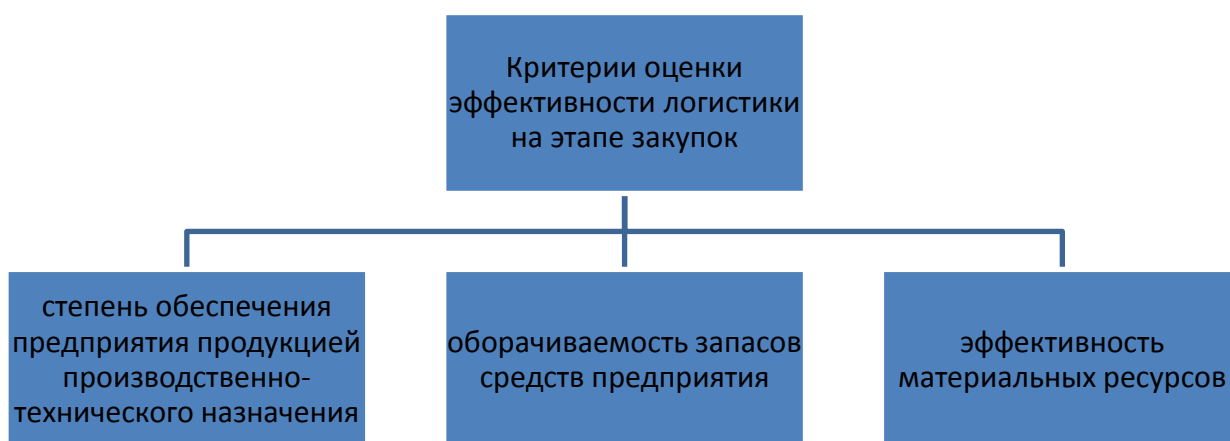 Критерии оценки
эффективности логистики
на этапе закупок
степень обеспечения
предприятия продукцией
производственно-
технического назначения
оборачиваемость запасов
средств предприятия
эффективность
материальных ресурсов